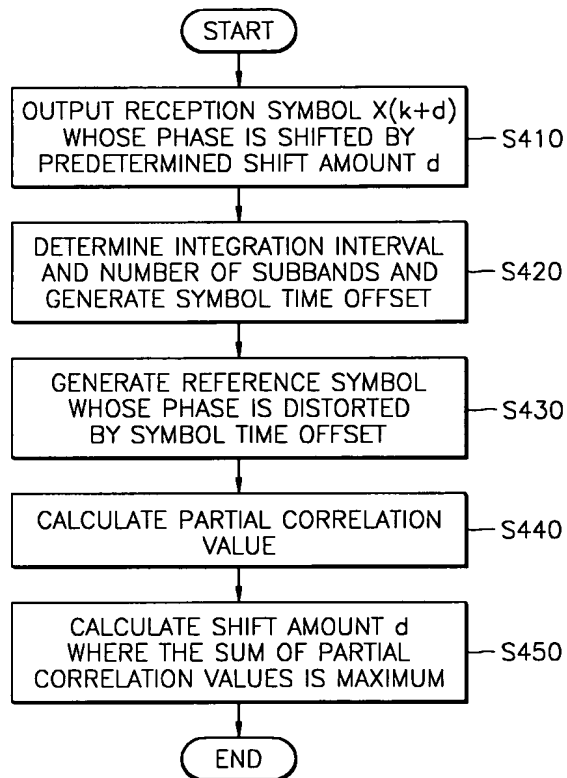 START
OUTPUT RECEPTION SYMBOL X(k+d)
WHOSE PHASE IS SHIFTED BY
PREDETERMINED SHIFT AMOUNT d
S410
DETERMINE INTEGRATION INTERVAL
AND NUMBER OF SUBBANDS AND
GENERATE SYMBOL TIME OFFSET
S420
GENERATE REFERENCE SYMBOL
WHOSE PHASE IS DISTORTED
BY SYMBOL TIME OFFSET
S430
CALCULATE PARTIAL CORRELATION
VALUE
S440
CALCULATE SHIFT AMOUNT d
WHERE THE SUM OF PARTIAL
CORRELATION VALUES IS MAXIMUM
S450
END